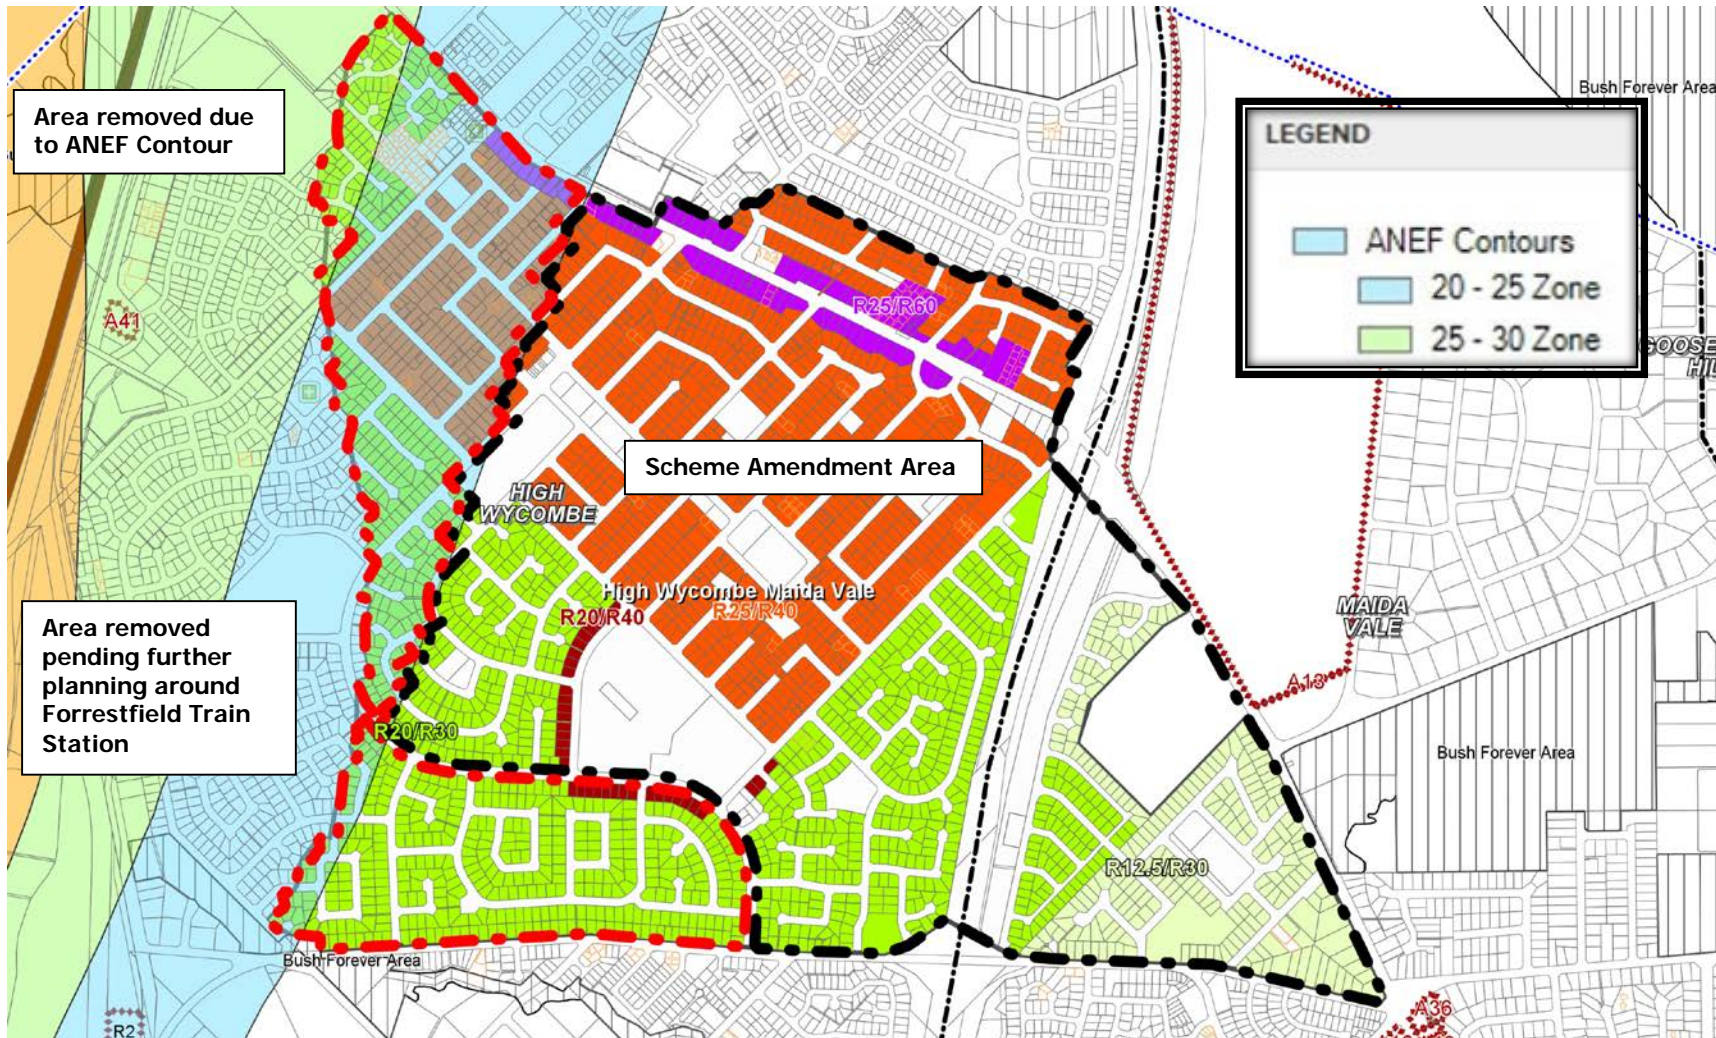 Bush Forever Area
Area removed due
to ANEF Contour
LEGEND
ANEF Contours
20 - 25 Zone
25 - 30 Zone
A41
R25/R60
GOOSE
HIL
Scheme Amendment Area
HIGH
WYCOMBE
High Wycombe Maida Vale
R20/R40
R25/R40
MAIDA
VALE
Area removed
pending further
planning around
Forrestfield Train
Station
A13
R20/R30
Bush Forever Area
R12.5/R30
Bush Forever Area
A36
R2